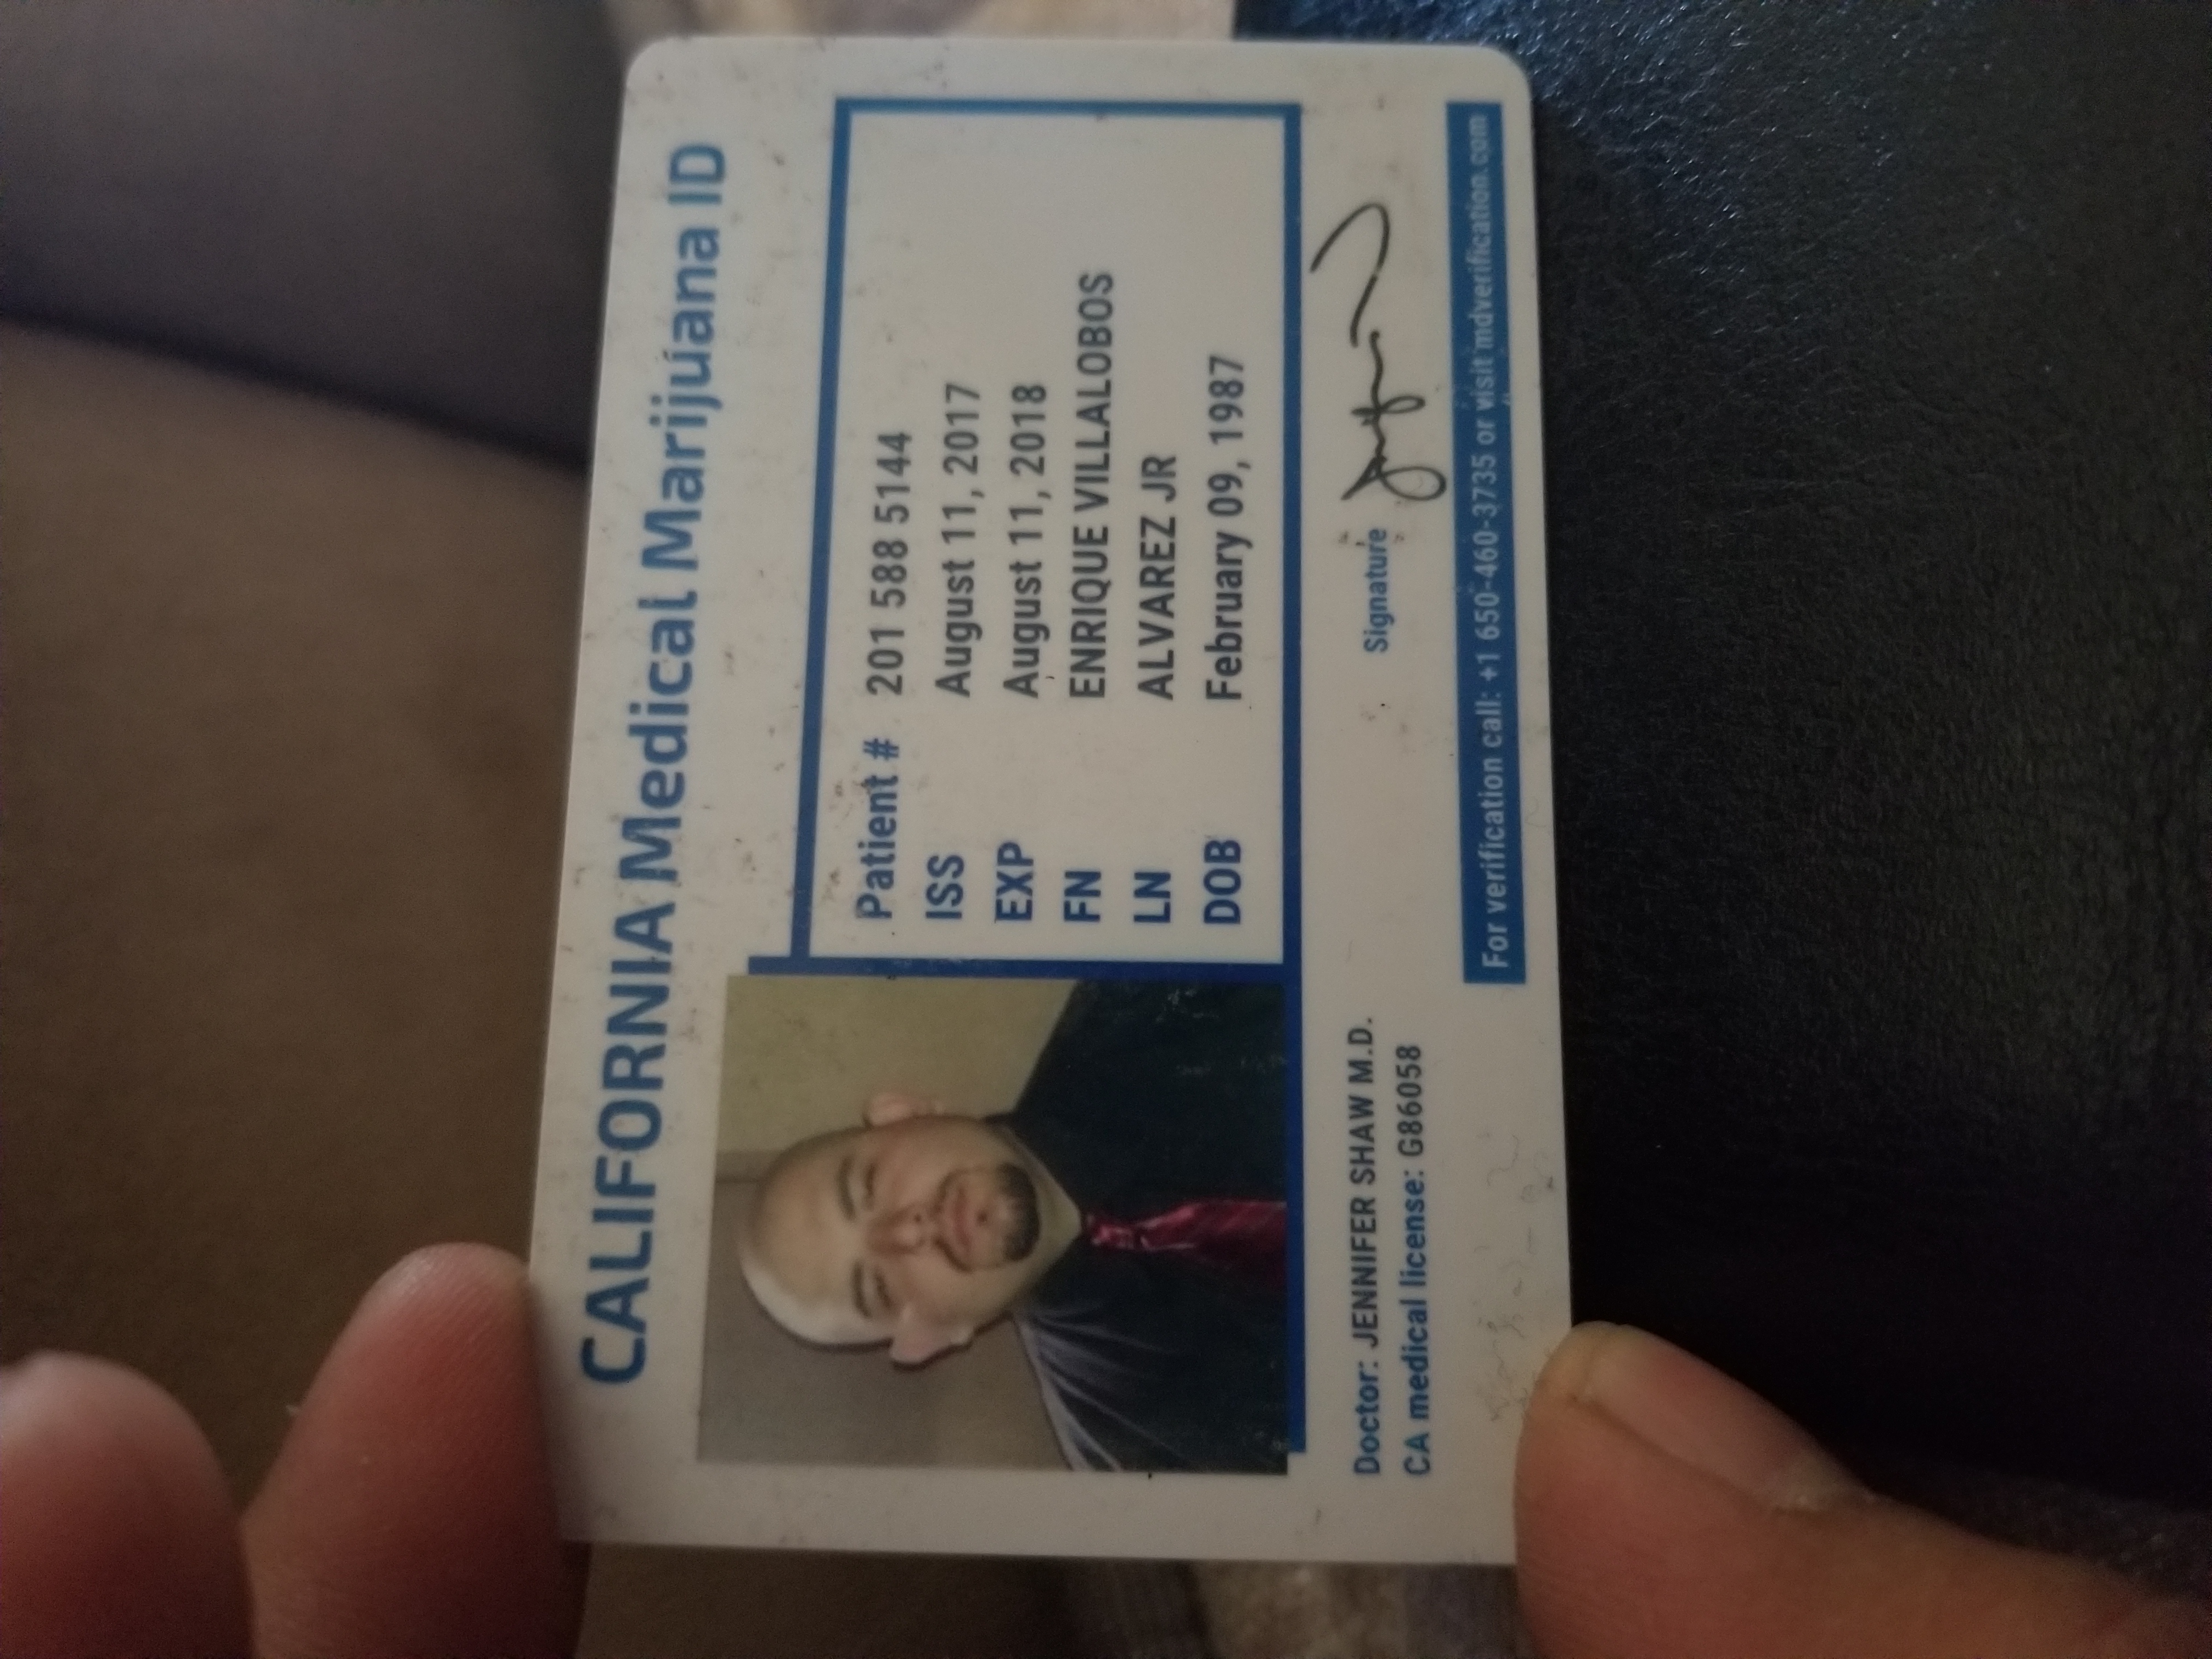 CALIFORNIA Medical Marijuana ID
Patient # 201 588 5144
ISS August 11, 2017
EXP August 11, 2018
FN ENRIQUE VILLALOBOS
LN ALVAREZ JR
DOB February 09, 1987
Doctor: JENNIFER SHAW M.D.
CA medical license: G86058
Signature
For verification call: +1 650-460-3735 or visit mdverification.com